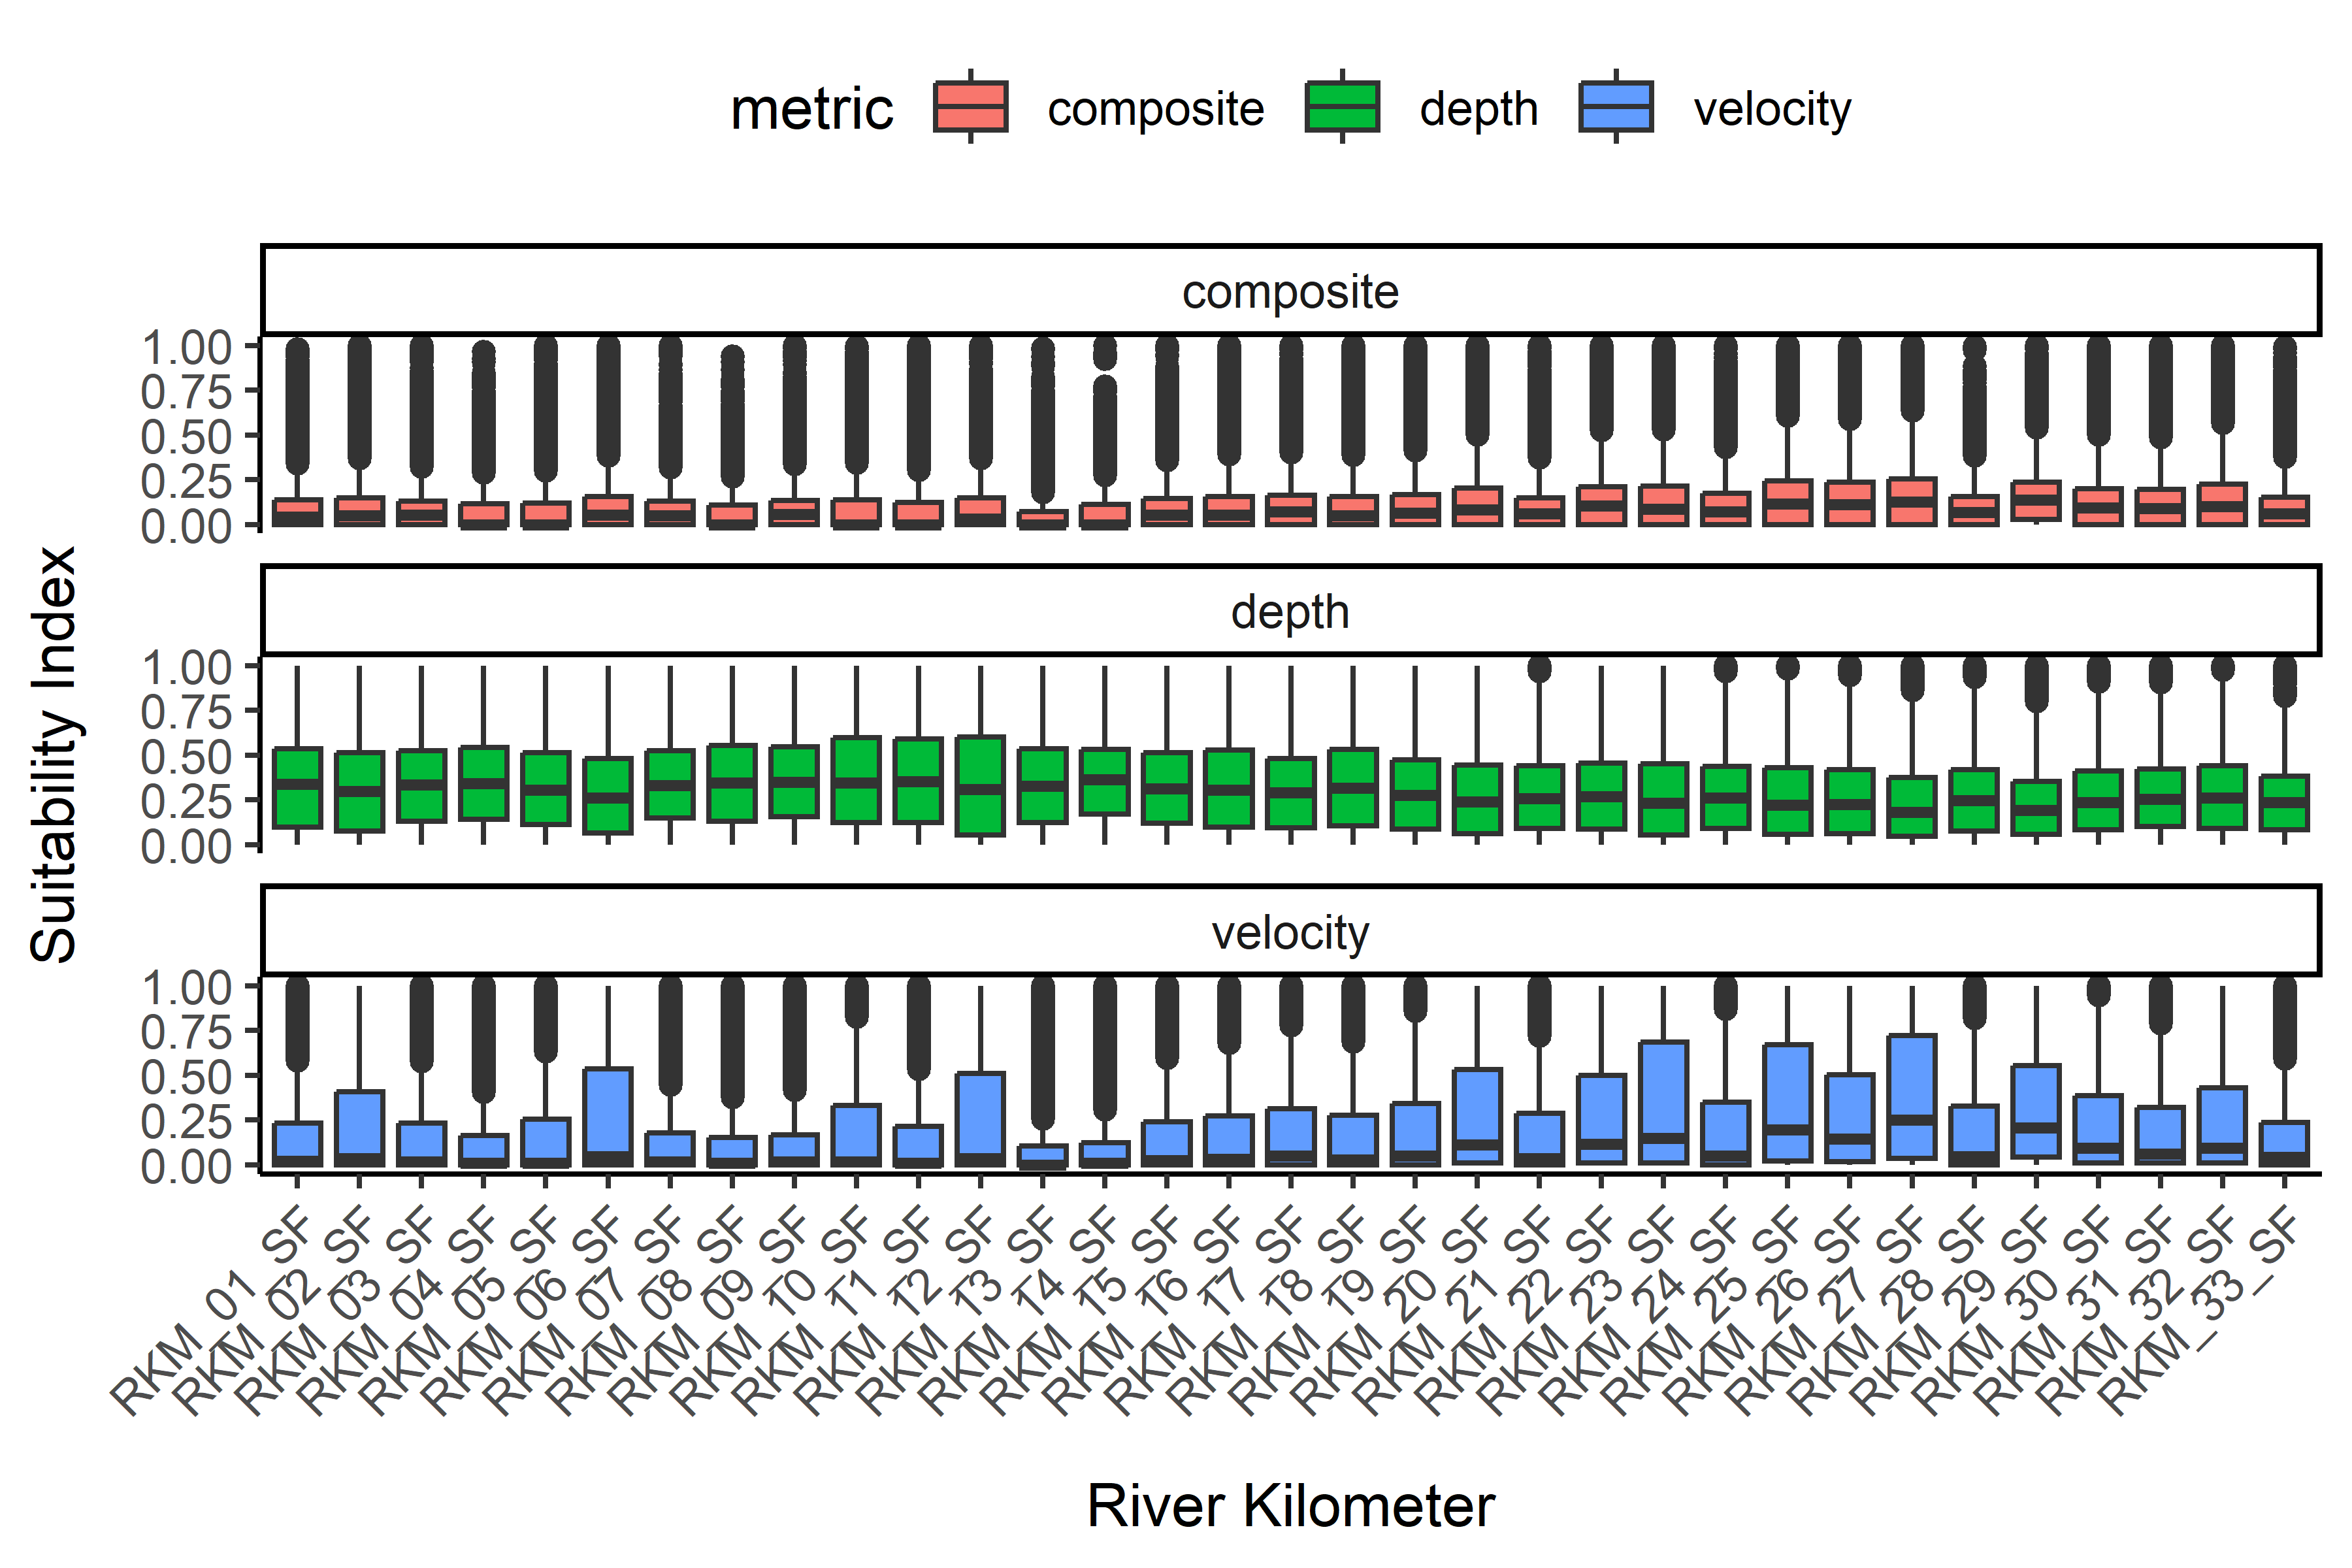 metric composite depth velocity
composite
1.00
0.75
0.50
0.25
0.00
depth
1.00
0.75
0.50
0.25
0.00
velocity
1.00
0.75
0.50
0.25
0.00
Suitability Index
RKM_01_SF
RKM_02_SF
RKM_03_SF
RKM_04_SF
RKM_05_SF
RKM_06_SF
RKM_07_SF
RKM_08_SF
RKM_09_SF
RKM_10_SF
RKM_11_SF
RKM_12_SF
RKM_13_SF
RKM_14_SF
RKM_15_SF
RKM_16_SF
RKM_17_SF
RKM_18_SF
RKM_19_SF
RKM_20_SF
RKM_21_SF
RKM_22_SF
RKM_23_SF
RKM_24_SF
RKM_25_SF
RKM_26_SF
RKM_27_SF
RKM_28_SF
RKM_29_SF
RKM_30_SF
RKM_31_SF
RKM_32_SF
RKM_33_SF
River Kilometer